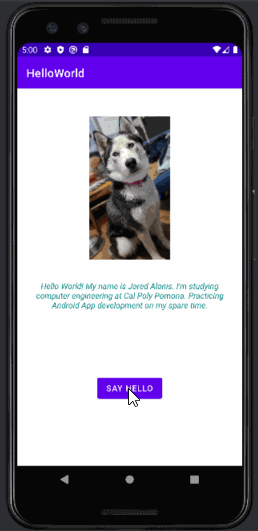 5:00
HelloWorld
Hello World! My name is Jared Alanis. I'm studying
computer engineering at Cal Poly Pomona. Practicing
Android App development on my spare time.
SAY HELLO